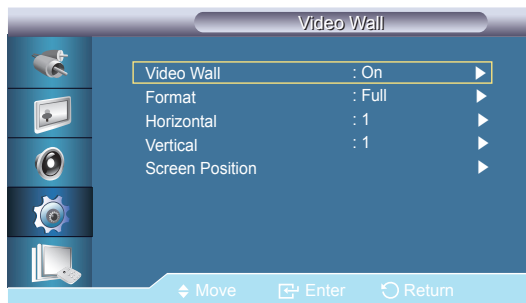 Video Wall
Video Wall : On
Format : Full
Horizontal : 1
Vertical : 1
Screen Position
Move Enter Return